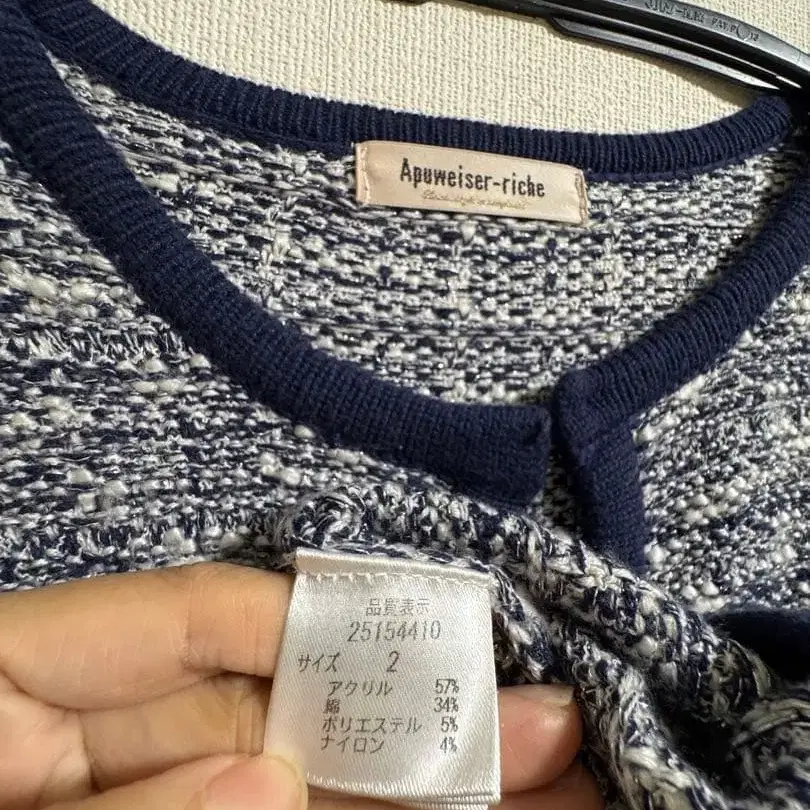 Apuweiser-riche
品質表示
25154410
サイズ 2
アクリル 57%
綿 34%
ポリエステル 5%
ナイロン 4%